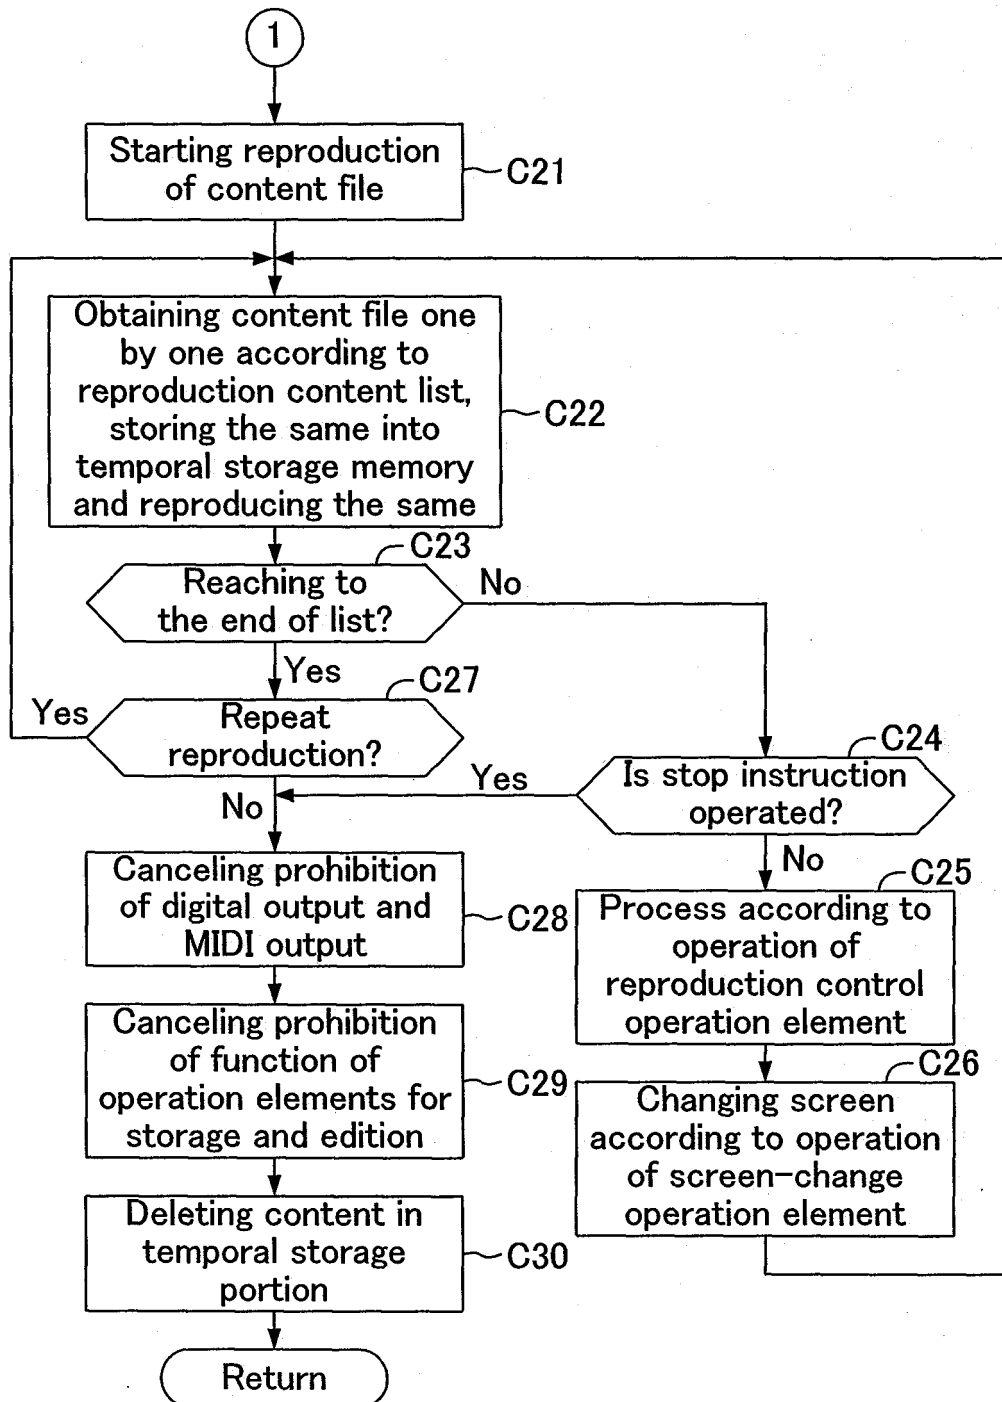 1
Starting reproduction
of content file
C21
Obtaining content file one
by one according to
reproduction content list,
storing the same into
temporal storage memory
and reproducing the same
C22
C23
Reaching to
the end of list?
No
Yes
C27
Yes
Repeat
reproduction?
No
C24
Is stop instruction
operated?
Yes
No
C25
Process according to
operation of
reproduction control
operation element
C26
Changing screen
according to operation
of screen-change
operation element
Canceling prohibition
of digital output and
MIDI output
C28
Canceling prohibition
of function of
operation elements for
storage and edition
C29
Deleting content in
temporal storage
portion
C30
Return